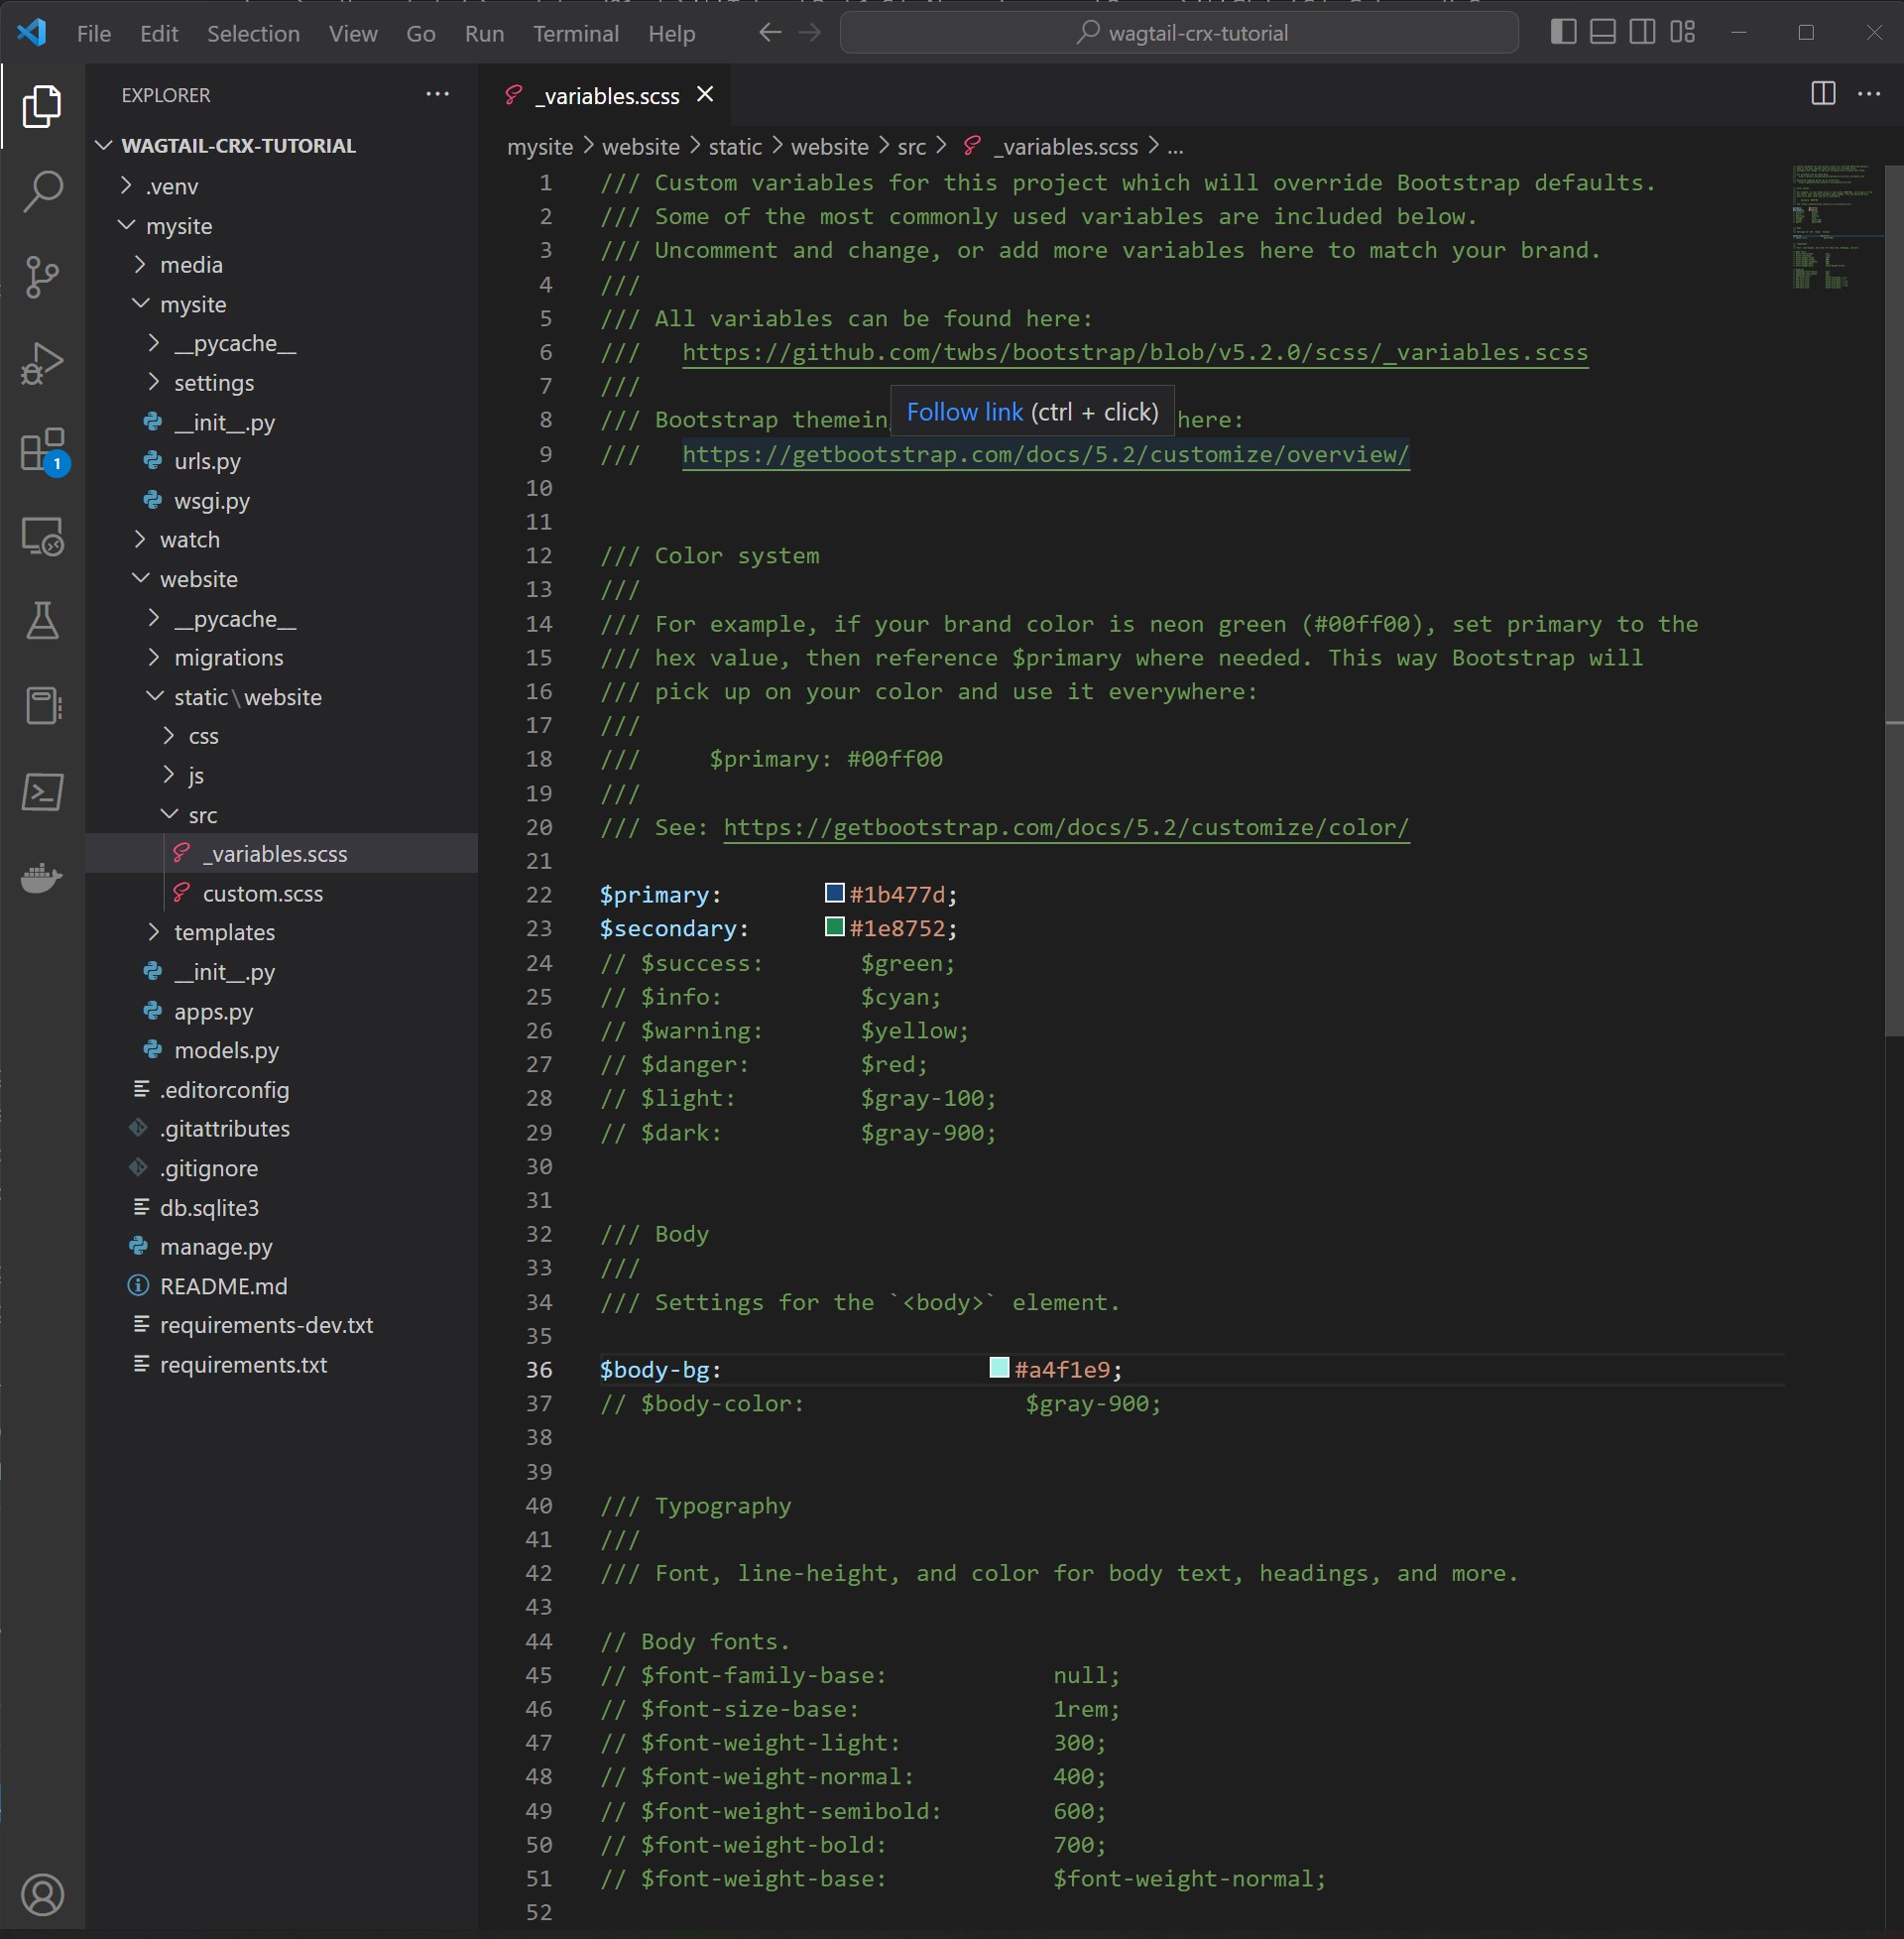 File Edit Selection View Go Run Terminal Help
wagtail-crx-tutorial
EXPLORER
WAGTAIL-CRX-TUTORIAL
.venv
mysite
media
mysite
__pycache__
settings
__init__.py
urls.py
wsgi.py
watch
website
__pycache__
migrations
static\website
css
js
src
_variables.scss
custom.scss
templates
__init__.py
apps.py
models.py
.editorconfig
.gitattributes
.gitignore
db.sqlite3
manage.py
README.md
requirements-dev.txt
requirements.txt
1
_variables.scss
mysite > website > static > website > src > _variables.scss > ...
1 /// Custom variables for this project which will override Bootstrap defaults.
2 /// Some of the most commonly used variables are included below.
3 /// Uncomment and change, or add more variables here to match your brand.
4 ///
5 /// All variables can be found here:
6 ///   https://github.com/twbs/bootstrap/blob/v5.2.0/scss/_variables.scss
7 ///
Follow link (ctrl + click)
8 /// Bootstrap themein here:
9 ///   https://getbootstrap.com/docs/5.2/customize/overview/
10
11
12 /// Color system
13 ///
14 /// For example, if your brand color is neon green (#00ff00), set primary to the
15 /// hex value, then reference $primary where needed. This way Bootstrap will
16 /// pick up on your color and use it everywhere:
17 ///
18 ///     $primary: #00ff00
19 ///
20 /// See: https://getbootstrap.com/docs/5.2/customize/color/
21
22 $primary: #1b477d;
23 $secondary: #1e8752;
24 // $success: $green;
25 // $info: $cyan;
26 // $warning: $yellow;
27 // $danger: $red;
28 // $light: $gray-100;
29 // $dark: $gray-900;
30
31
32 /// Body
33 ///
34 /// Settings for the `<body>` element.
35
36 $body-bg: #a4f1e9;
37 // $body-color: $gray-900;
38
39
40 /// Typography
41 ///
42 /// Font, line-height, and color for body text, headings, and more.
43
44 // Body fonts.
45 // $font-family-base: null;
46 // $font-size-base: 1rem;
47 // $font-weight-light: 300;
48 // $font-weight-normal: 400;
49 // $font-weight-semibold: 600;
50 // $font-weight-bold: 700;
51 // $font-weight-base: $font-weight-normal;
52